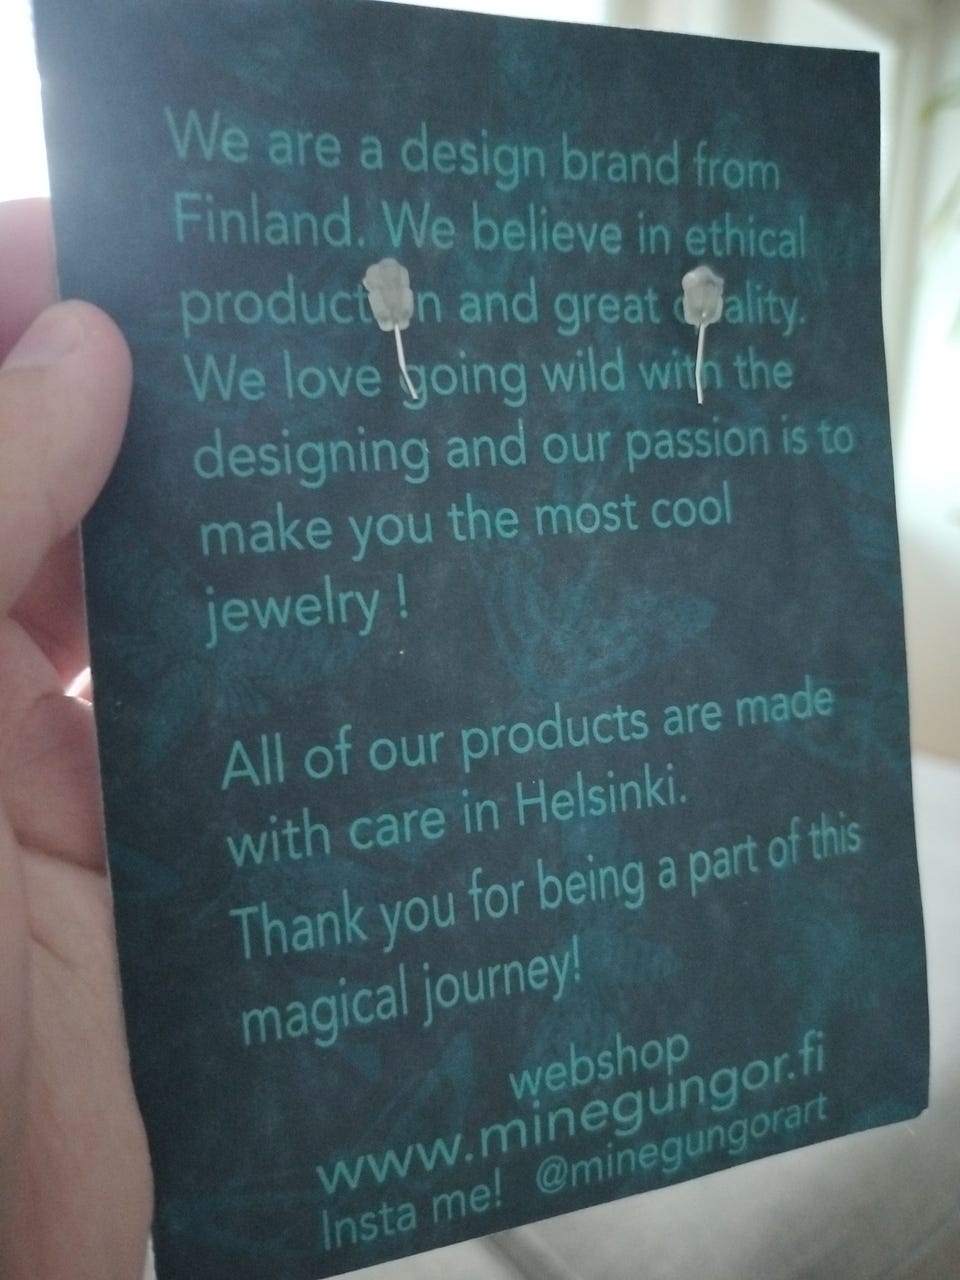 We are a design brand from
Finland. We believe in ethical
production and great quality.
We love going wild with the
designing and our passion is to
make you the most cool
jewelry !
All of our products are made
with care in Helsinki.
Thank you for being a part of this
magical journey!
webshop
www.minegungor.fi
Insta me! @minegungorart